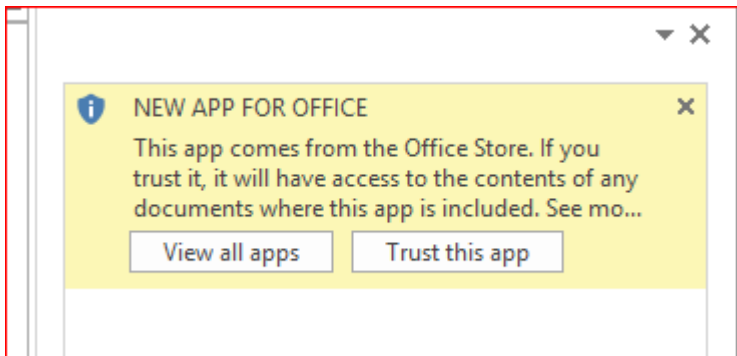 NEW APP FOR OFFICE
This app comes from the Office Store. If you
trust it, it will have access to the contents of any
documents where this app is included. See mo...
View all apps Trust this app